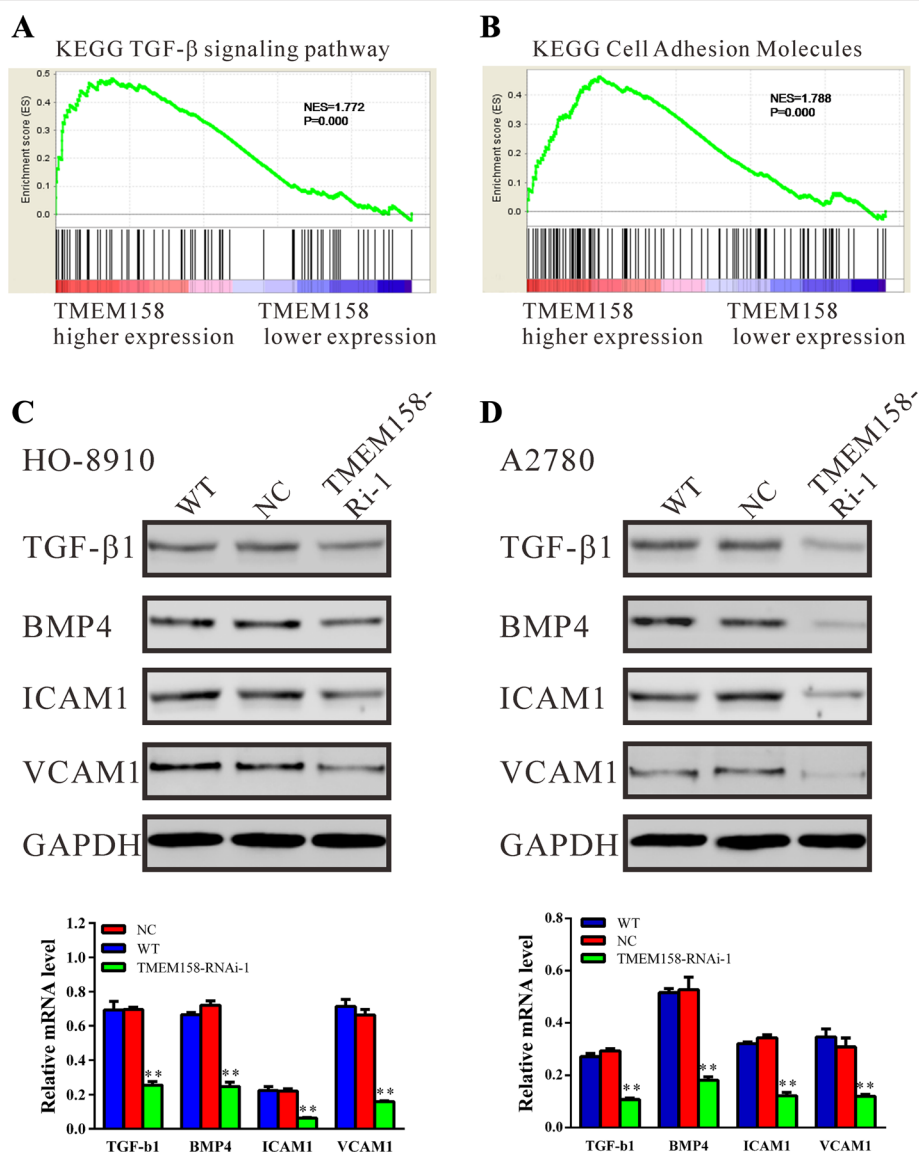 A
KEGG TGF-β signaling pathway
Enrichment score (ES)
0.5
0.4
0.3
0.2
0.1
0.0
NES=1.772
P=0.000
TMEM158
higher expression
TMEM158
lower expression
B
KEGG Cell Adhesion Molecules
Enrichment score (ES)
0.4
0.3
0.2
0.1
0.0
NES=1.788
P=0.000
TMEM158
higher expression
TMEM158
lower expression
C
HO-8910
WT
NC
TMEM158-
Ri-1
TGF-β1
BMP4
ICAM1
VCAM1
GAPDH
Relative mRNA level
1.2
1.0
0.8
0.6
0.4
0.2
0.0
NC
WT
TMEM158-RNAi-1
**
**
**
**
TGF-b1
BMP4
ICAM1
VCAM1
D
A2780
WT
NC
TMEM158-
Ri-1
TGF-β1
BMP4
ICAM1
VCAM1
GAPDH
Relative mRNA level
0.8
0.6
0.4
0.2
0.0
WT
NC
TMEM158-RNAi-1
**
**
**
**
TGF-b1
BMP4
ICAM1
VCAM1